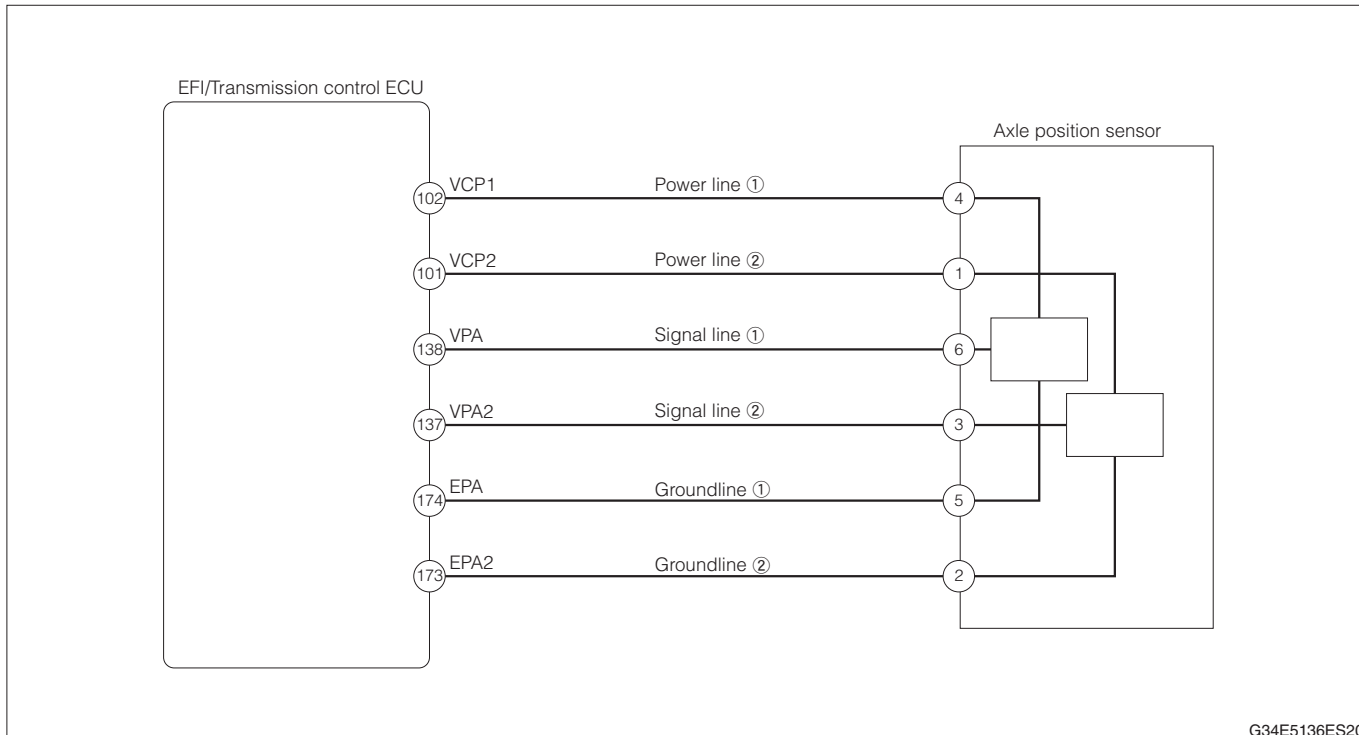 EFI/Transmission control ECU
Axle position sensor
102 VCP1 Power line ① 4
101 VCP2 Power line ② 1
138 VPA Signal line ① 6
137 VPA2 Signal line ② 3
174 EPA Groundline ① 5
173 EPA2 Groundline ② 2
G34E5136ES20